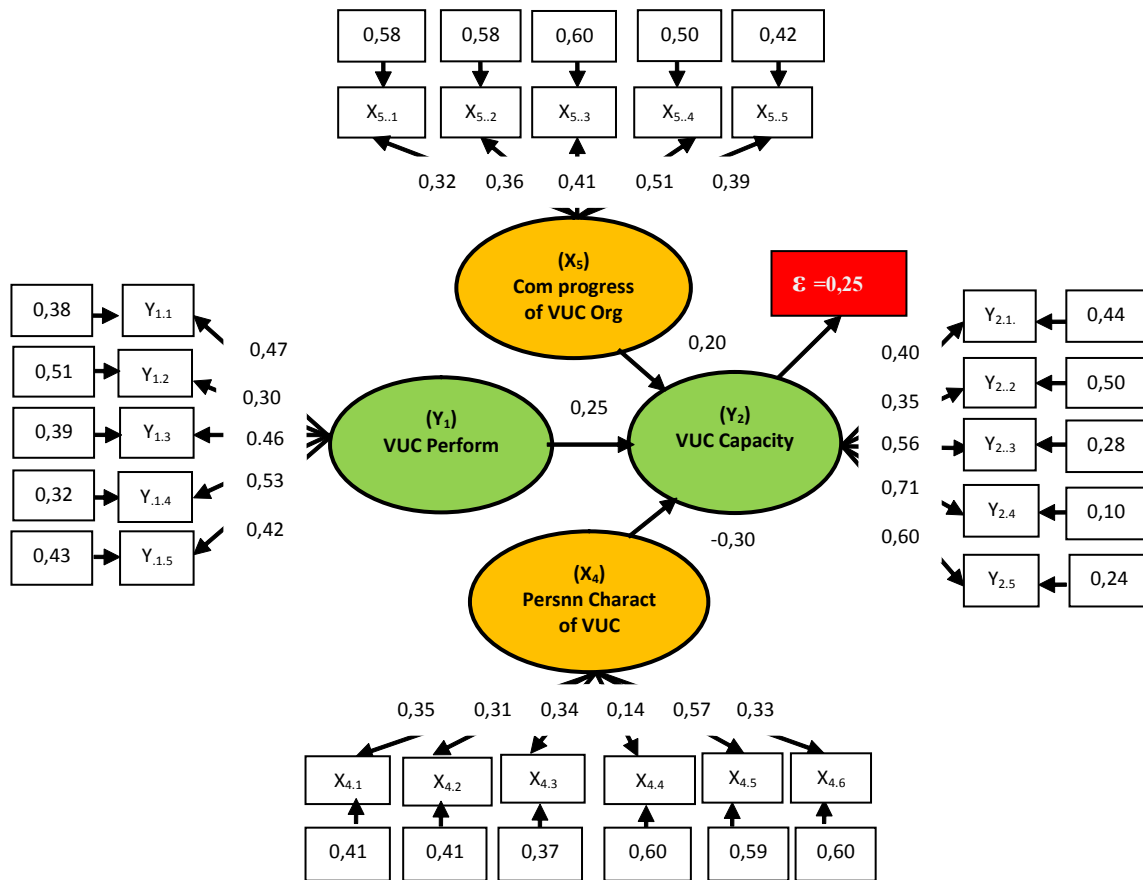 0,58 0,58 0,60 0,50 0,42
X5..1 X5..2 X5..3 X5..4 X5..5
0,32 0,36 0,41 0,51 0,39
(X5)
Com progress
of VUC Org
ε =0,25
0,38 Y1.1
0,47
0,51 Y1.2
0,30
0,39 Y1.3
0,46
0,32 Y.1.4
0,53
0,43 Y.1.5
0,42
(Y1)
VUC Perform
0,25
0,20
(Y2)
VUC Capacity
-0,30
0,40
Y2.1. 0,44
0,35
Y2..2 0,50
0,56
Y2..3 0,28
0,71
Y2.4 0,10
0,60
Y2.5 0,24
(X4)
Persnn Charact
of VUC
0,35 0,31 0,34 0,14 0,57 0,33
X4.1 X4.2 X4.3 X4.4 X4.5 X4.6
0,41 0,41 0,37 0,60 0,59 0,60